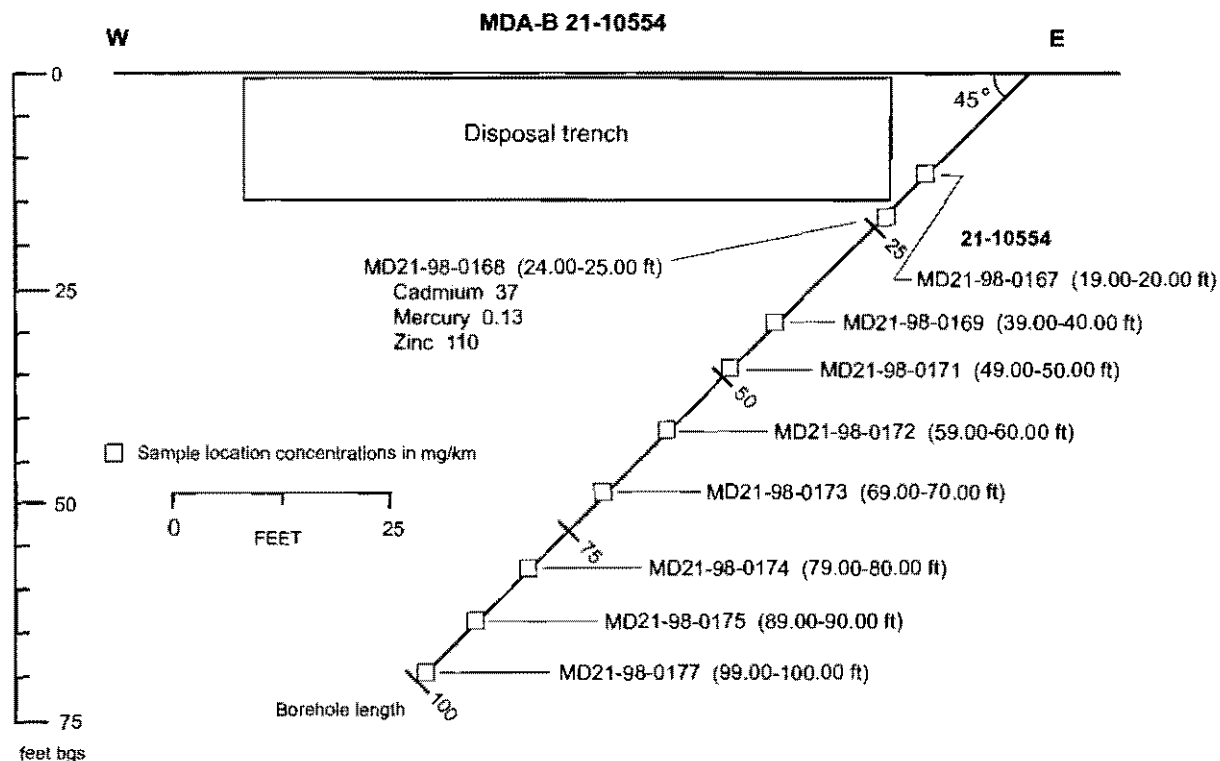 MDA-B 21-10554
W
E
0
45°
Disposal trench
21-10554
25
MD21-98-0168 (24.00-25.00 ft)
Cadmium 37
Mercury 0.13
Zinc 110
MD21-98-0167 (19.00-20.00 ft)
25
MD21-98-0169 (39.00-40.00 ft)
MD21-98-0171 (49.00-50.00 ft)
50
MD21-98-0172 (59.00-60.00 ft)
Sample location concentrations in mg/km
MD21-98-0173 (69.00-70.00 ft)
50
0 25
FEET
75
MD21-98-0174 (79.00-80.00 ft)
MD21-98-0175 (89.00-90.00 ft)
MD21-98-0177 (99.00-100.00 ft)
Borehole length
100
75
feet bgs